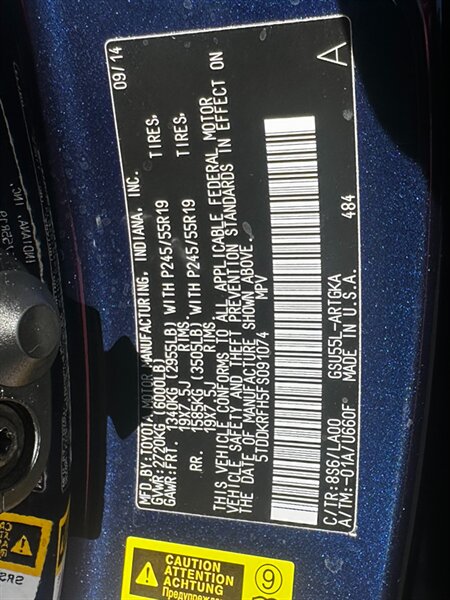 09/14
MFD.BY:TOYOTA MOTOR MANUFACTURING, INDIANA, INC.
GVWR:2720KG(6000LB)
GAWR:FRT. 1340KG (2955LB) WITH P245/55R19 TIRES,
19X7.5J RIMS
RR. 1585KG (3505LB) WITH P245/55R19 TIRES,
19X7.5J RIMS
THIS VEHICLE CONFORMS TO ALL APPLICABLE FEDERAL MOTOR
VEHICLE SAFETY AND THEFT PREVENTION STANDARDS IN EFFECT ON
THE DATE OF MANUFACTURE SHOWN ABOVE.
5TDDKRFH5FS091074 MPV
A
C/TR:8S6/LA00 GSU55L-ARTGKA
A/TM:-01A/U660F MADE IN U.S.A. 484
CAUTION
ATTENTION
ACHTUNG
9